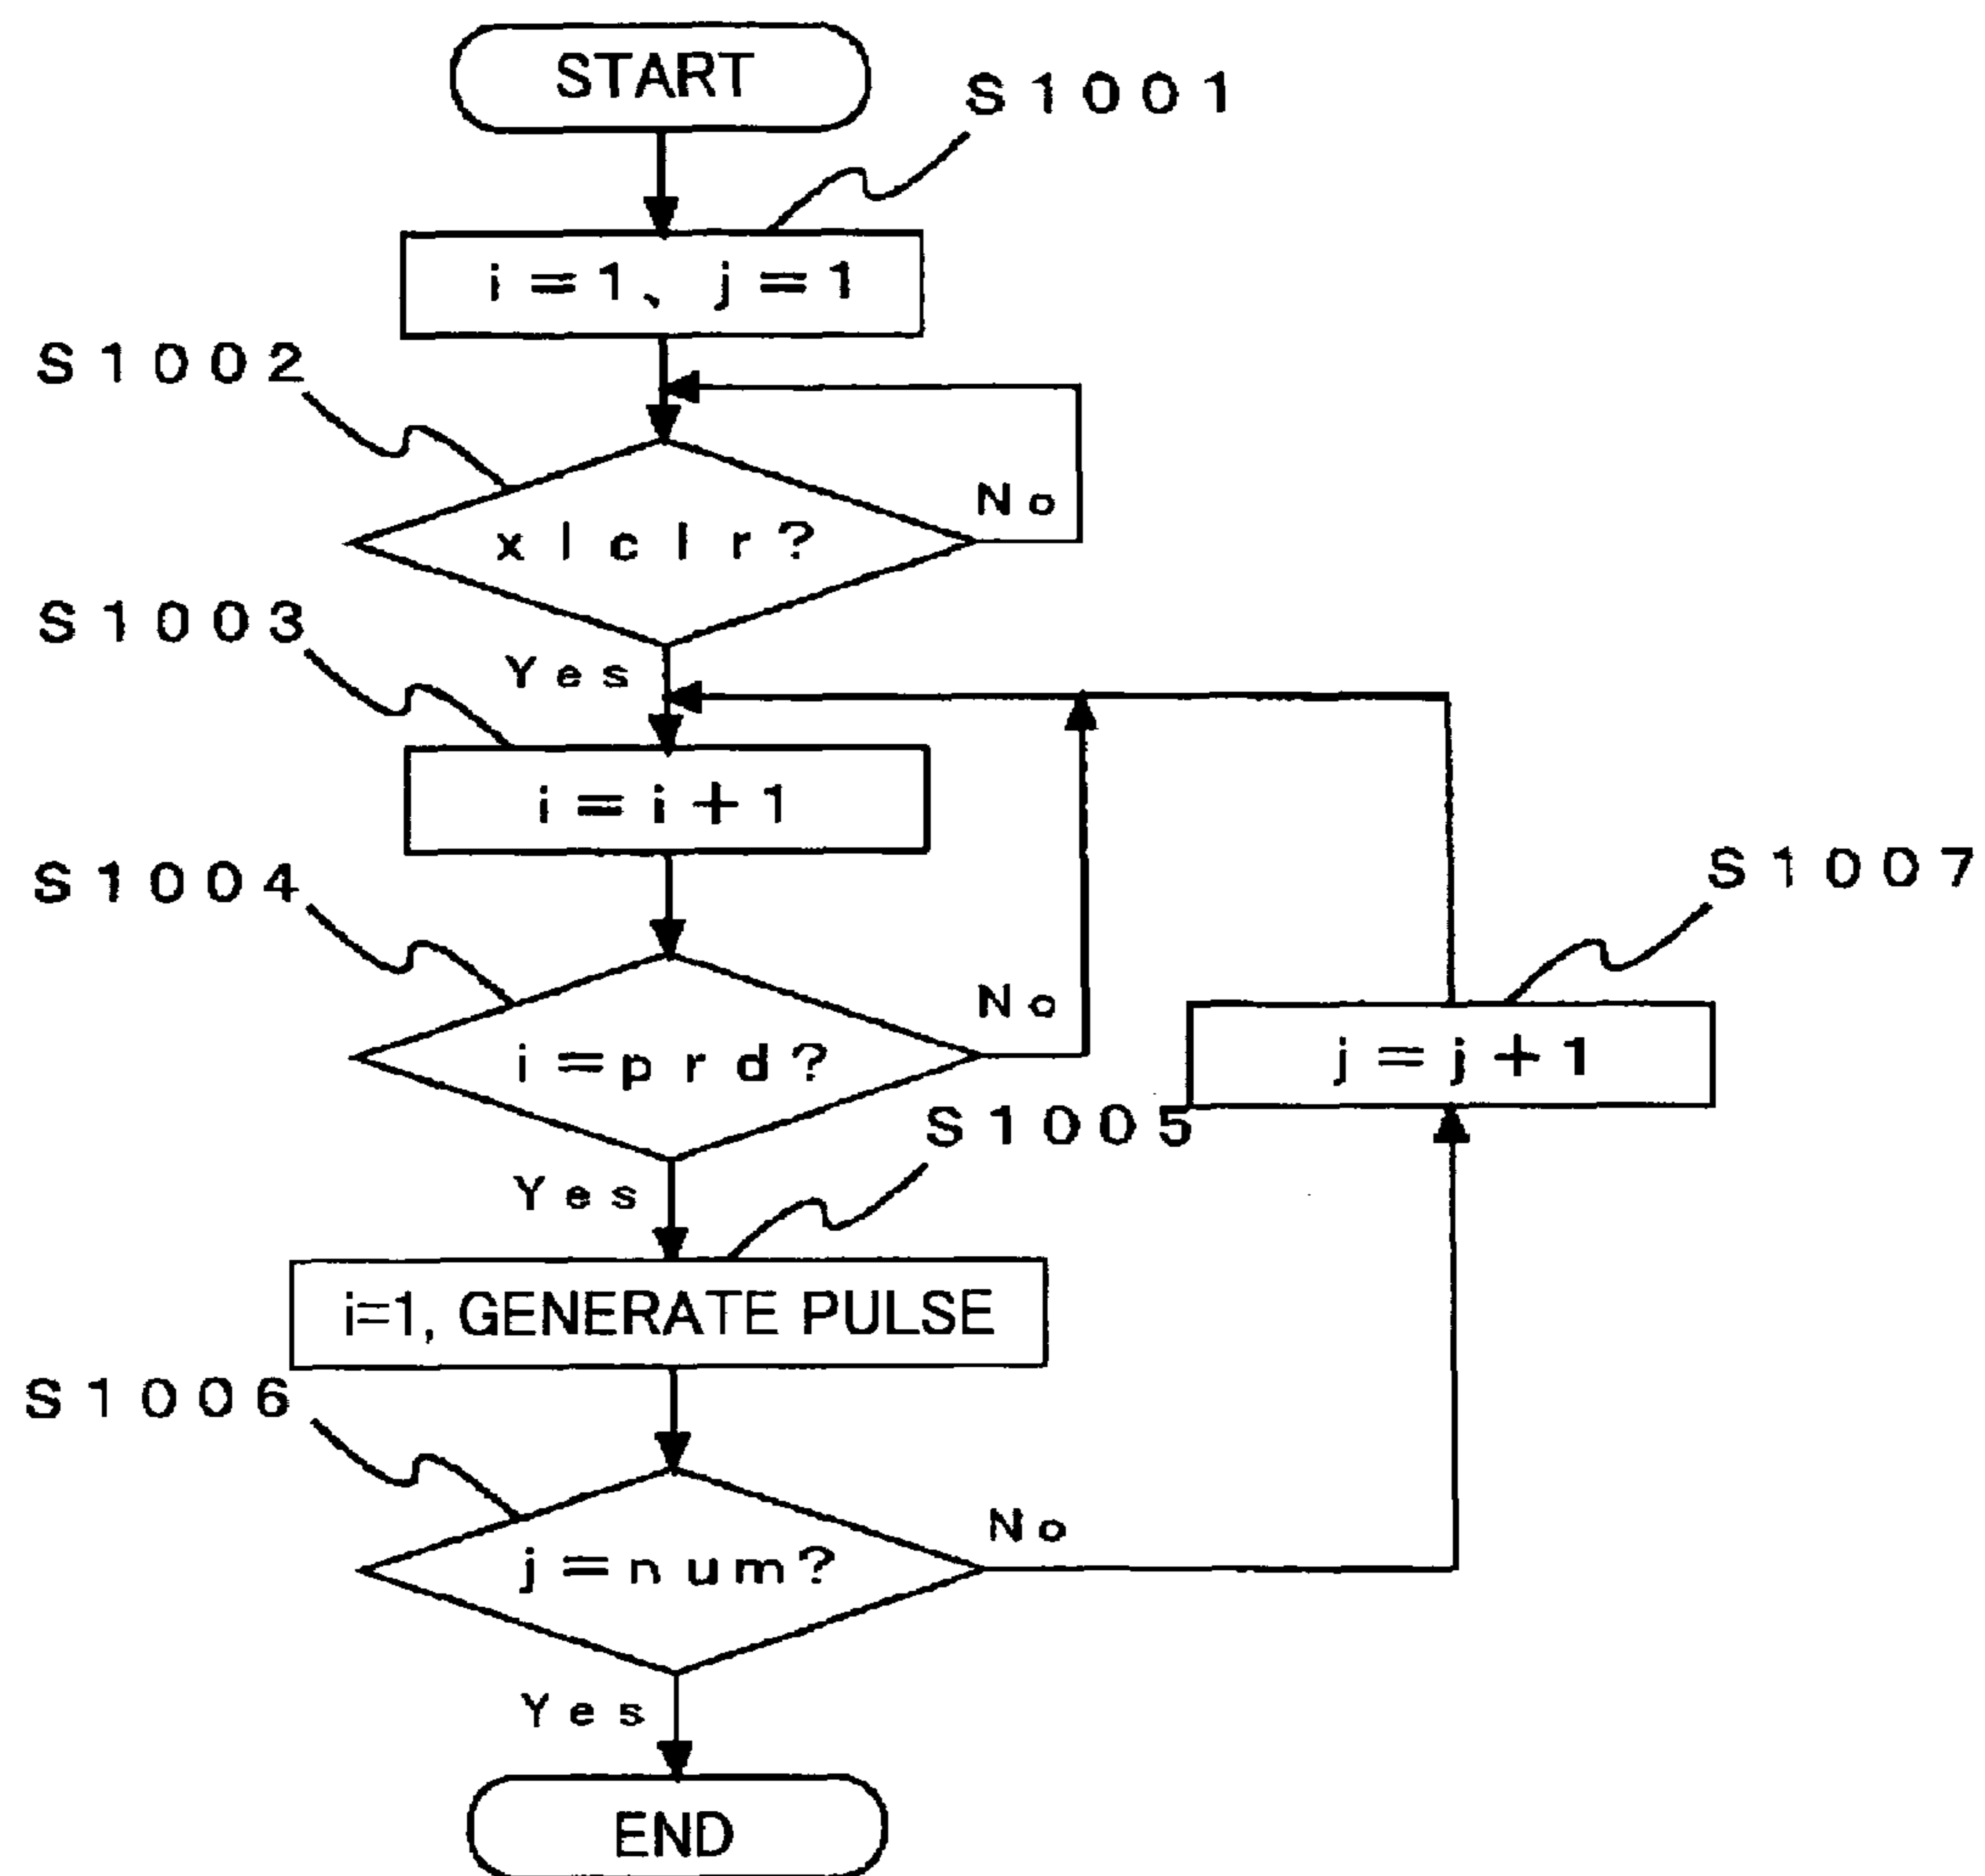 START
S1001
i=1, j=1
S1002
xlclr?
No
Yes
S1003
i=i+1
S1004
i=prd?
No
Yes
S1005
i=1, GENERATE PULSE
S1006
j=num?
No
Yes
S1007
j=j+1
END